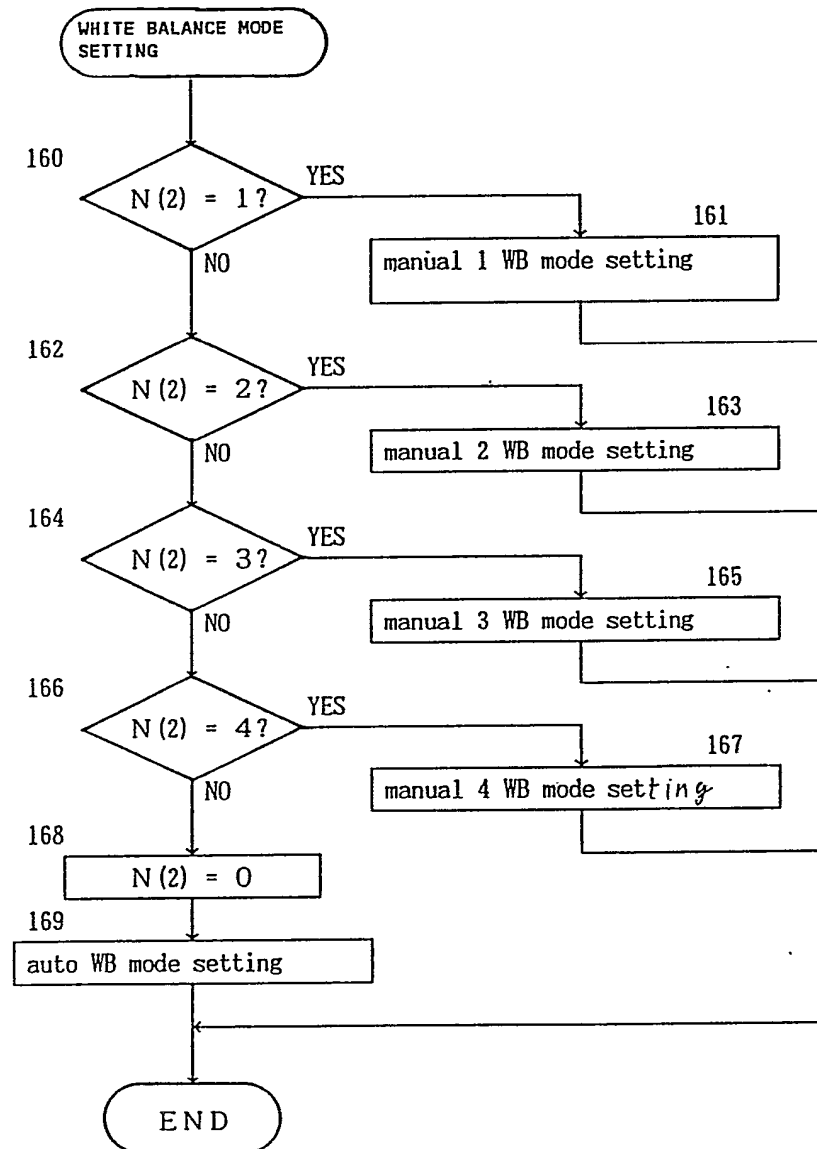 WHITE BALANCE MODE
SETTING
160
N(2) = 1?
YES
NO
161
manual 1 WB mode setting
162
N(2) = 2?
YES
NO
163
manual 2 WB mode setting
164
N(2) = 3?
YES
NO
165
manual 3 WB mode setting
166
N(2) = 4?
YES
NO
167
manual 4 WB mode setting
168
N(2) = 0
169
auto WB mode setting
END